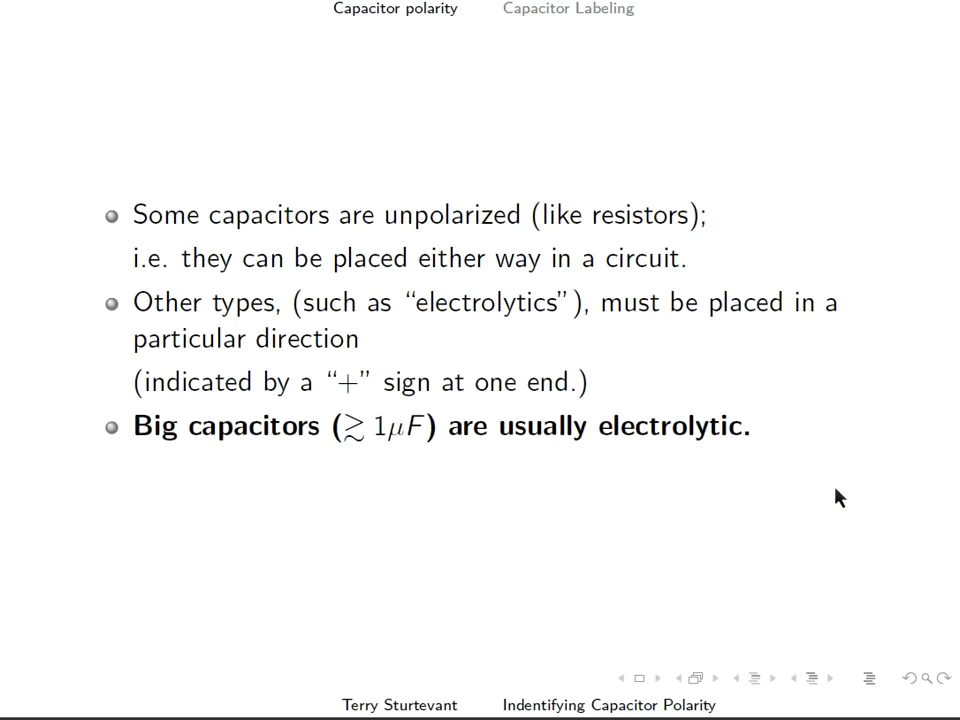 Capacitor polarity Capacitor Labeling
Some capacitors are unpolarized (like resistors);
i.e. they can be placed either way in a circuit.
Other types, (such as “electrolytics”), must be placed in a
particular direction
(indicated by a “+” sign at one end.)
Big capacitors (≳ 1μF) are usually electrolytic.
Terry Sturtevant Indentifying Capacitor Polarity